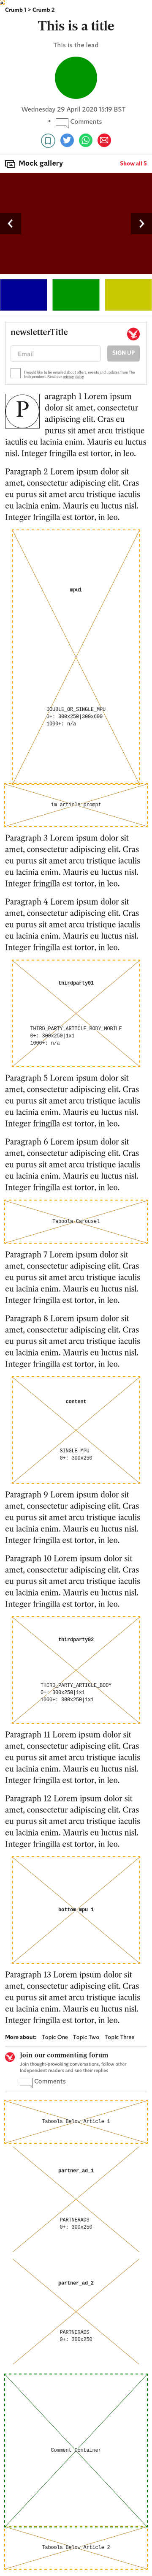 Crumb 1 > Crumb 2
This is a title
This is the lead
Wednesday 29 April 2020 15:19 BST
• Comments
Mock gallery
Show all 5
newsletterTitle
Email
SIGN UP
I would like to be emailed about offers, events and updates from The
Independent. Read our privacy policy
Paragraph 1 Lorem ipsum
dolor sit amet, consectetur
adipiscing elit. Cras eu
purus sit amet arcu tristique
iaculis eu lacinia enim. Mauris eu luctus
nisl. Integer fringilla est tortor, in leo.
Paragraph 2 Lorem ipsum dolor sit
amet, consectetur adipiscing elit. Cras
eu purus sit amet arcu tristique iaculis
eu lacinia enim. Mauris eu luctus nisl.
Integer fringilla est tortor, in leo.
mpu1
DOUBLE_OR_SINGLE_MPU
0+: 300x250|300x600
1000+: n/a
im article prompt
Paragraph 3 Lorem ipsum dolor sit
amet, consectetur adipiscing elit. Cras
eu purus sit amet arcu tristique iaculis
eu lacinia enim. Mauris eu luctus nisl.
Integer fringilla est tortor, in leo.
Paragraph 4 Lorem ipsum dolor sit
amet, consectetur adipiscing elit. Cras
eu purus sit amet arcu tristique iaculis
eu lacinia enim. Mauris eu luctus nisl.
Integer fringilla est tortor, in leo.
thirdparty01
THIRD_PARTY_ARTICLE_BODY_MOBILE
0+: 300x250|1x1
1000+: n/a
Paragraph 5 Lorem ipsum dolor sit
amet, consectetur adipiscing elit. Cras
eu purus sit amet arcu tristique iaculis
eu lacinia enim. Mauris eu luctus nisl.
Integer fringilla est tortor, in leo.
Paragraph 6 Lorem ipsum dolor sit
amet, consectetur adipiscing elit. Cras
eu purus sit amet arcu tristique iaculis
eu lacinia enim. Mauris eu luctus nisl.
Integer fringilla est tortor, in leo.
Taboola Carousel
Paragraph 7 Lorem ipsum dolor sit
amet, consectetur adipiscing elit. Cras
eu purus sit amet arcu tristique iaculis
eu lacinia enim. Mauris eu luctus nisl.
Integer fringilla est tortor, in leo.
Paragraph 8 Lorem ipsum dolor sit
amet, consectetur adipiscing elit. Cras
eu purus sit amet arcu tristique iaculis
eu lacinia enim. Mauris eu luctus nisl.
Integer fringilla est tortor, in leo.
content
SINGLE_MPU
0+: 300x250
Paragraph 9 Lorem ipsum dolor sit
amet, consectetur adipiscing elit. Cras
eu purus sit amet arcu tristique iaculis
eu lacinia enim. Mauris eu luctus nisl.
Integer fringilla est tortor, in leo.
Paragraph 10 Lorem ipsum dolor sit
amet, consectetur adipiscing elit. Cras
eu purus sit amet arcu tristique iaculis
eu lacinia enim. Mauris eu luctus nisl.
Integer fringilla est tortor, in leo.
thirdparty02
THIRD_PARTY_ARTICLE_BODY
0+: 300x250|1x1
1000+: 300x250|1x1
Paragraph 11 Lorem ipsum dolor sit
amet, consectetur adipiscing elit. Cras
eu purus sit amet arcu tristique iaculis
eu lacinia enim. Mauris eu luctus nisl.
Integer fringilla est tortor, in leo.
Paragraph 12 Lorem ipsum dolor sit
amet, consectetur adipiscing elit. Cras
eu purus sit amet arcu tristique iaculis
eu lacinia enim. Mauris eu luctus nisl.
Integer fringilla est tortor, in leo.
bottom_mpu_1
Paragraph 13 Lorem ipsum dolor sit
amet, consectetur adipiscing elit. Cras
eu purus sit amet arcu tristique iaculis
eu lacinia enim. Mauris eu luctus nisl.
Integer fringilla est tortor, in leo.
More about: Topic One Topic Two Topic Three
Join our commenting forum
Join thought-provoking conversations, follow other
Independent readers and see their replies
Comments
Taboola Below Article 1
partner_ad_1
PARTNERADS
0+: 300x250
partner_ad_2
PARTNERADS
0+: 300x250
Comment Container
Taboola Below Article 2